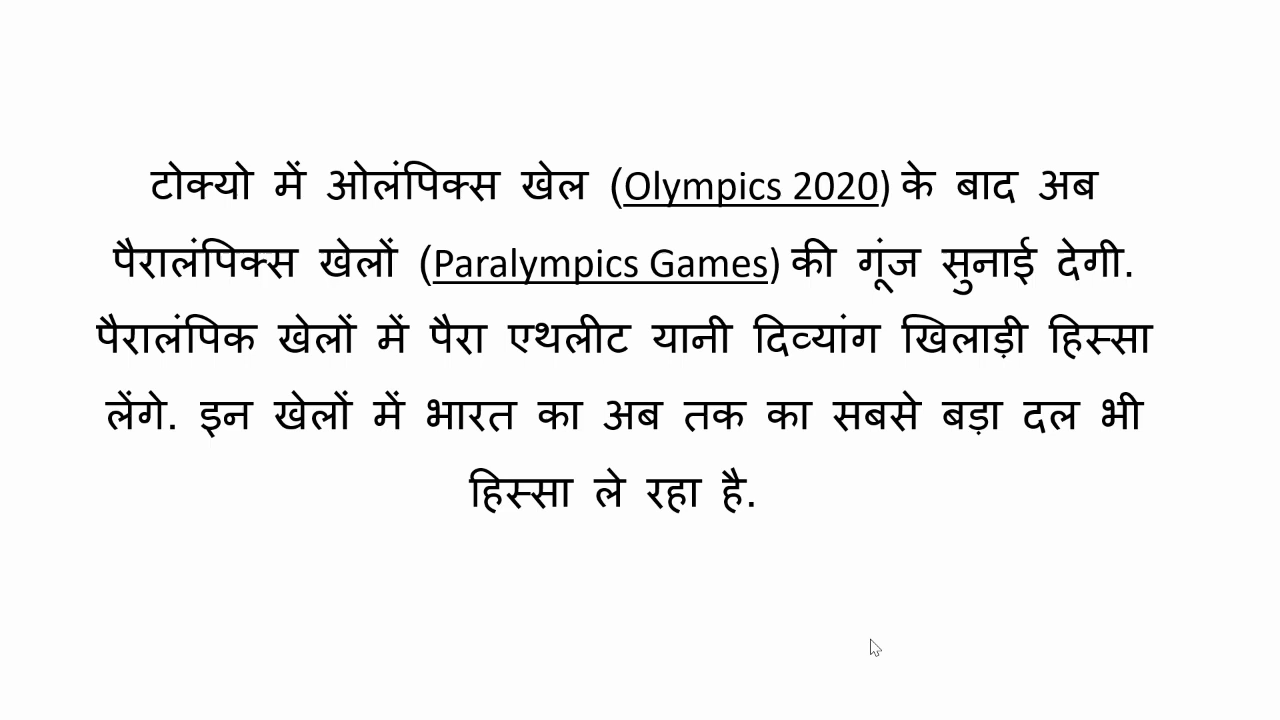 टोक्यो में ओलंपिक्स खेल (Olympics 2020) के बाद अब
पैरालंपिक्स खेलों (Paralympics Games) की गूंज सुनाई देगी.
पैरालंपिक खेलों में पैरा एथलीट यानी दिव्यांग खिलाड़ी हिस्सा
लेंगे. इन खेलों में भारत का अब तक का सबसे बड़ा दल भी
हिस्सा ले रहा है.